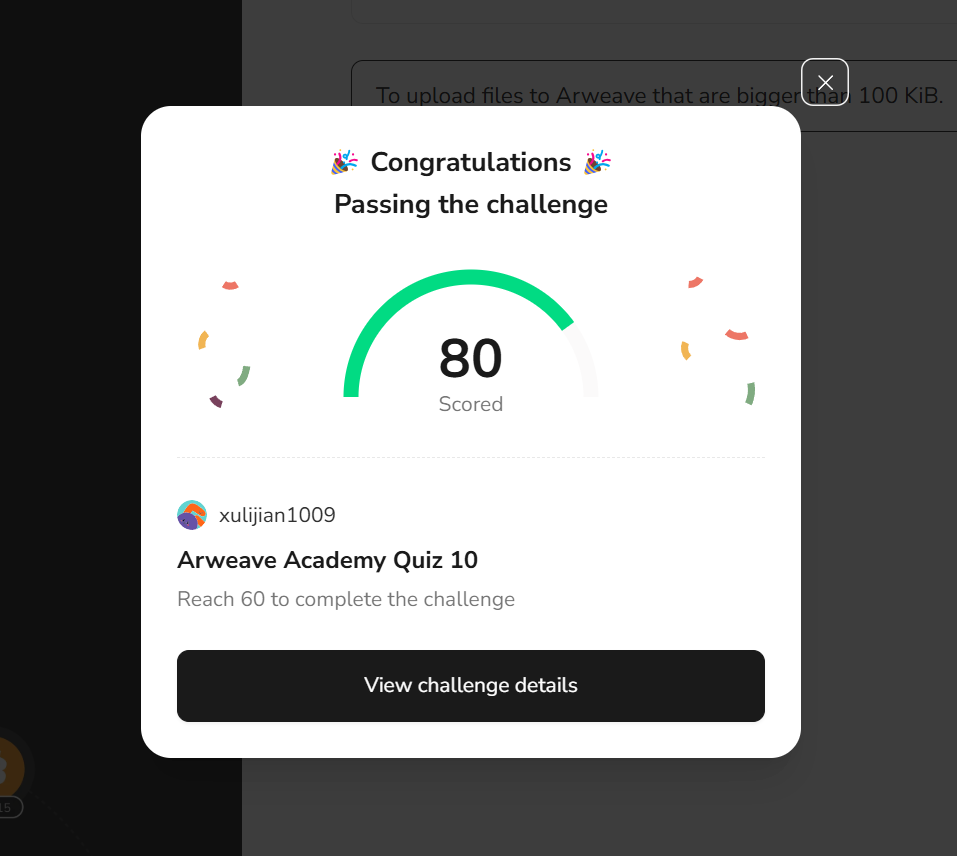 To upload files to Arweave that are bigger than 100 KiB.
Congratulations
Passing the challenge
80
Scored
xulijian1009
Arweave Academy Quiz 10
Reach 60 to complete the challenge
View challenge details
15